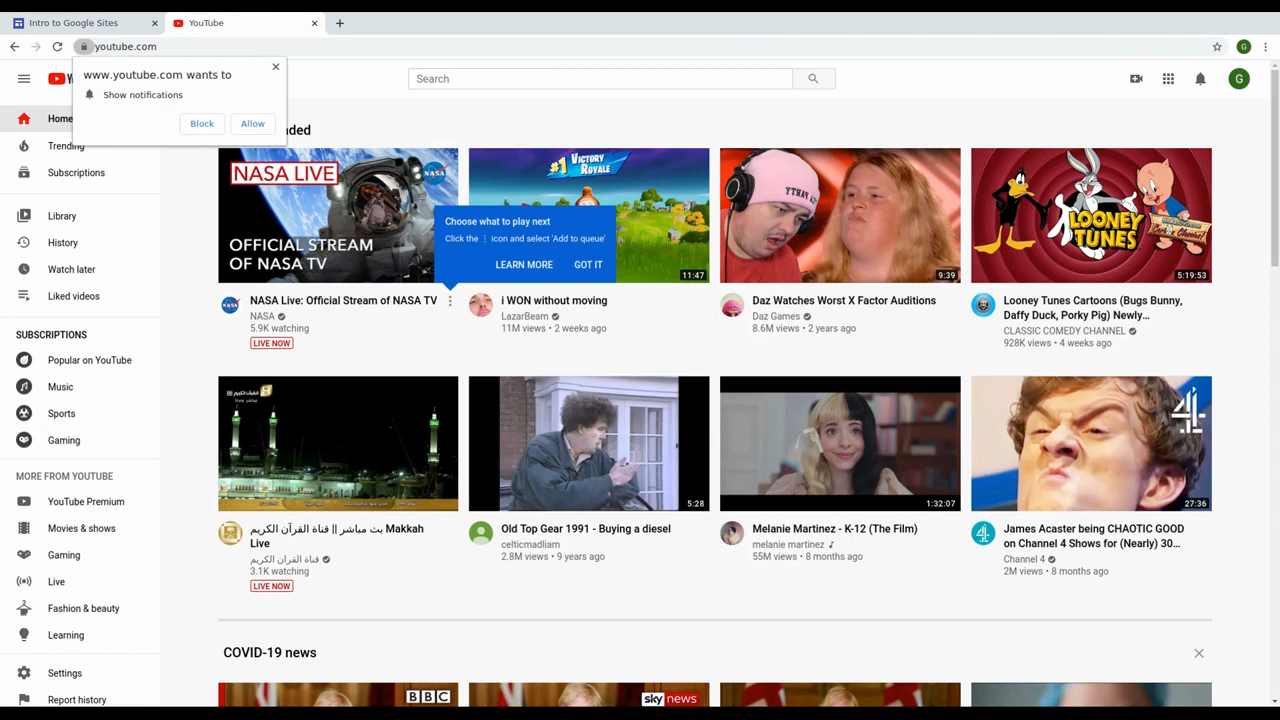 Intro to Google Sites
YouTube
youtube.com
www.youtube.com wants to
Show notifications
Block
Allow
Search
G
G
Home
Trending
Subscriptions
Library
History
Watch later
Liked videos
SUBSCRIPTIONS
Popular on YouTube
Music
Sports
Gaming
MORE FROM YOUTUBE
YouTube Premium
Movies & shows
Gaming
Live
Fashion & beauty
Learning
Settings
Report history
NASA LIVE
NASA
OFFICIAL STREAM
OF NASA TV
NASA Live: Official Stream of NASA TV
NASA
5.9K watching
LIVE NOW
Choose what to play next
Click the ⋮ icon and select 'Add to queue'
LEARN MORE
GOT IT
#1 VICTORY
ROYALE
11:47
i WON without moving
LazarBeam
11M views • 2 weeks ago
9:39
Daz Watches Worst X Factor Auditions
Daz Games
8.6M views • 2 years ago
LOONEY
TUNES
5:19:53
Looney Tunes Cartoons (Bugs Bunny,
Daffy Duck, Porky Pig) Newly…
CLASSIC COMEDY CHANNEL
928K views • 4 weeks ago
بث مباشر || قناة القرآن الكريم Makkah
Live
قناة القران الكريم
3.1K watching
LIVE NOW
5:28
Old Top Gear 1991 - Buying a diesel
celticmadliam
2.8M views • 9 years ago
1:32:07
Melanie Martinez - K-12 (The Film)
melanie martinez
55M views • 8 months ago
4
27:36
James Acaster being CHAOTIC GOOD
on Channel 4 Shows for (Nearly) 30…
Channel 4
2M views • 8 months ago
COVID-19 news
BBC
sky news